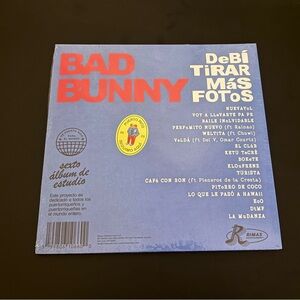 BAD
BUNNY
DeBÍ
TiRAR
MáS
FOToS
NUEVAYoL
VOY A LLeVARTE PA PR
BAILE INoLVIDABLE
PERFuMITO NUEVO (ft Rainao)
WELTiTA (ft Chuwi)
VeLDÁ (ft Dei V, Omar Courtz)
EL CLúB
KETU TeCRÉ
BOKeTE
KLOuFRENS
TURiSTA
CAFé CON RON (ft Pleneros de la Cresta)
PIToRRO DE COCO
LO QUE LE PASÓ A HAWAii
EoO
DtMF
LA MuDANZA
sexto
álbum de
estudio
Este proyecto es
dedicado a todos los
puertorriqueños y
puertorriqueñas en
el mundo entero.
RIMAS